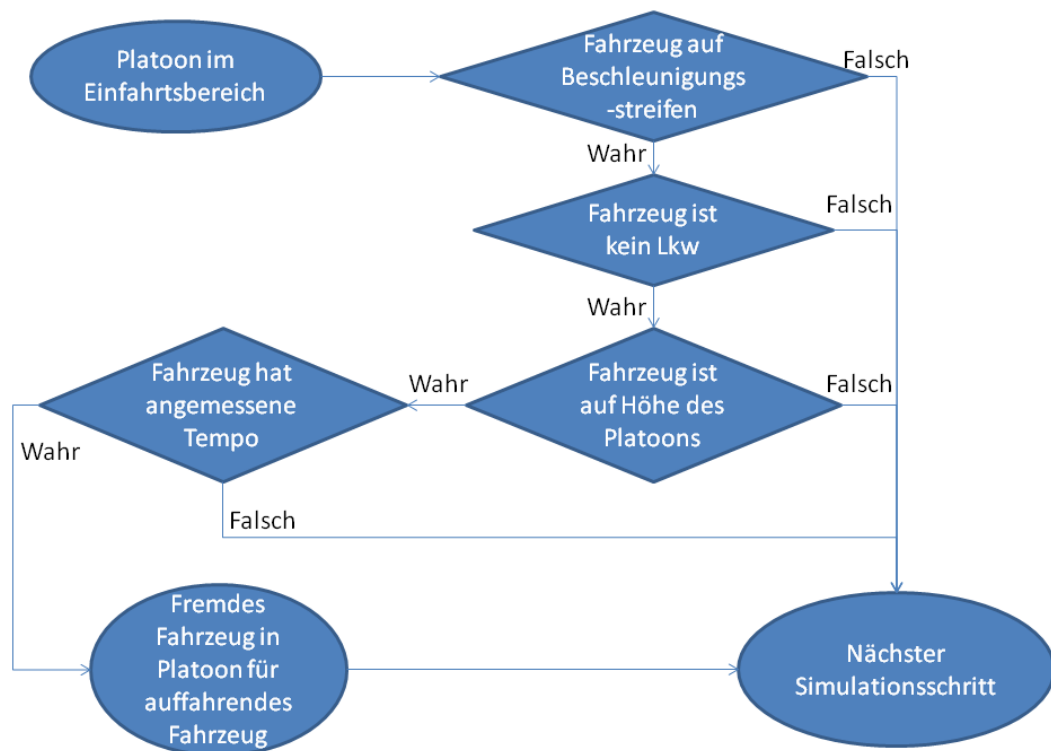 Platoon im
Einfahrtsbereich
Fahrzeug auf
Beschleunigungs
-streifen
Falsch
Wahr
Fahrzeug ist
kein Lkw
Falsch
Wahr
Fahrzeug ist
auf Höhe des
Platoons
Falsch
Wahr
Fahrzeug hat
angemessene
Tempo
Wahr
Falsch
Fremdes
Fahrzeug in
Platoon für
auffahrendes
Fahrzeug
Nächster
Simulationsschritt